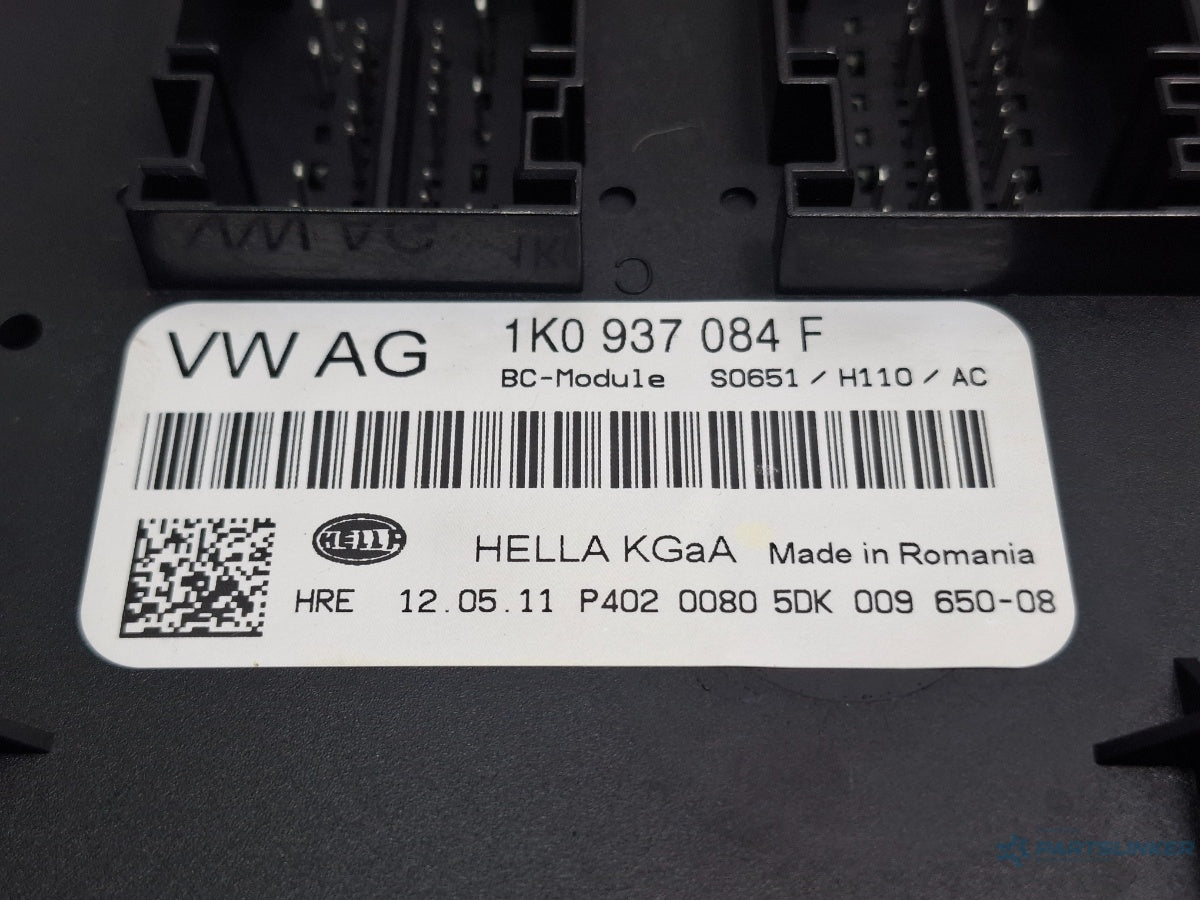 VW AG
1K0 937 084 F
BC-Module S0651 / H110 / AC
HELLA
HELLA KGaA Made in Romania
HRE 12.05.11 P402 0080 5DK 009 650-08
PARTSLINKER